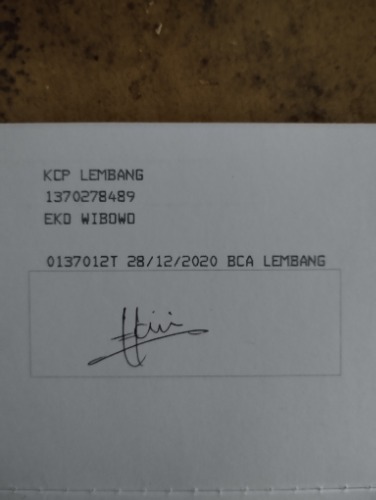 KCP LEMBANG
1370278489
EKO WIBOWO
0137012T 28/12/2020 BCA LEMBANG